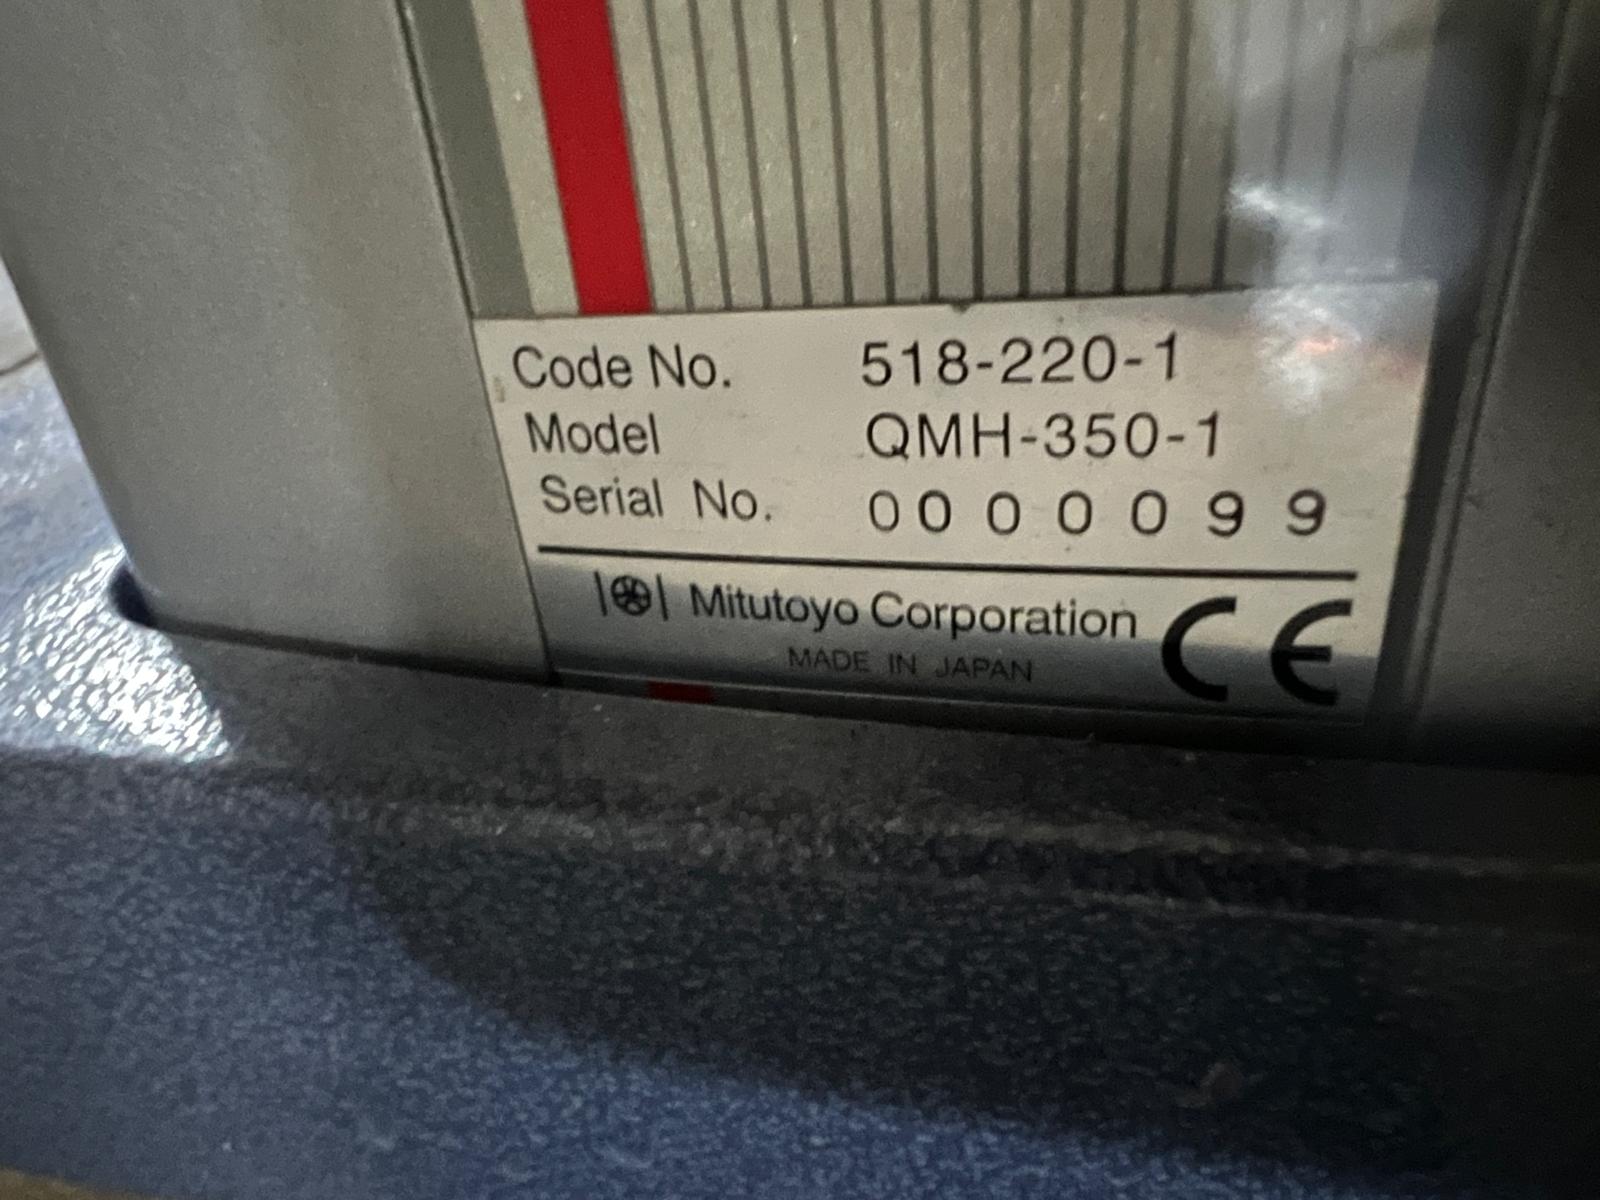 Code No. 518-220-1
Model QMH-350-1
Serial No. 0000099
Mitutoyo Corporation
MADE IN JAPAN
CE